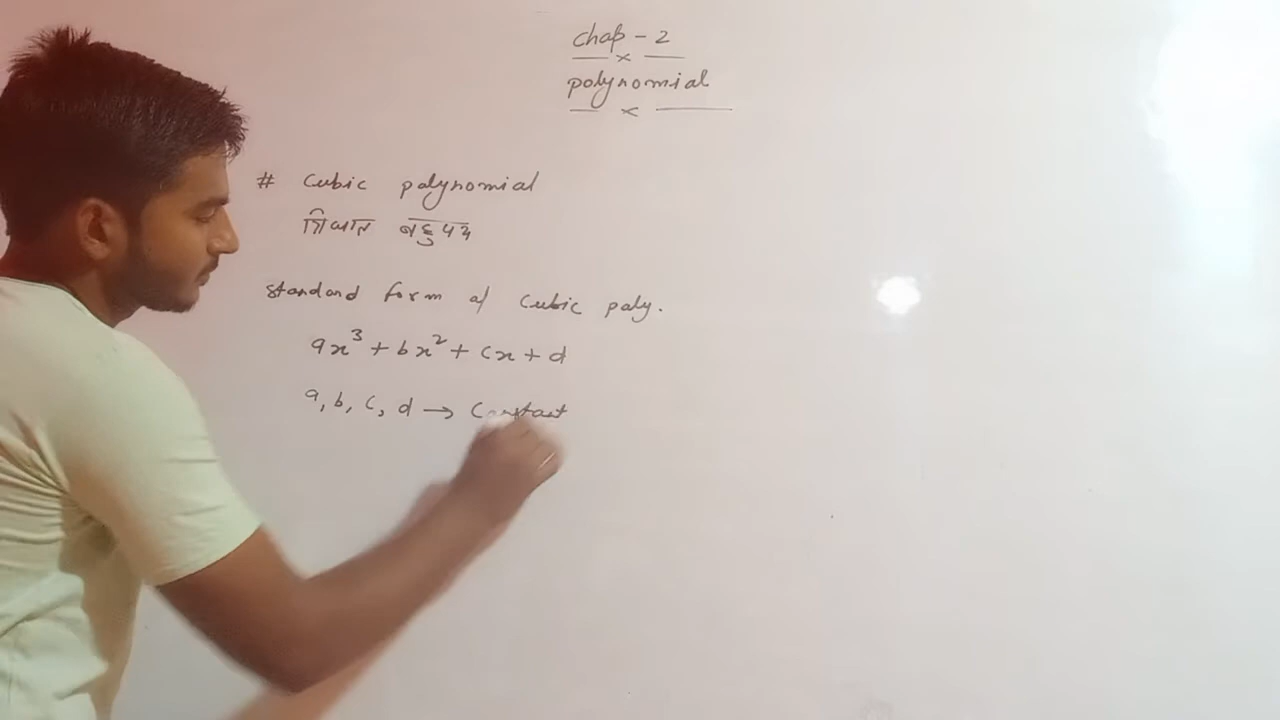 chap - 2
polynomial
# Cubic polynomial
त्रिघात बहुपद
standard form of Cubic poly.
ax³ + bx² + cx + d
a, b, c, d → Constant